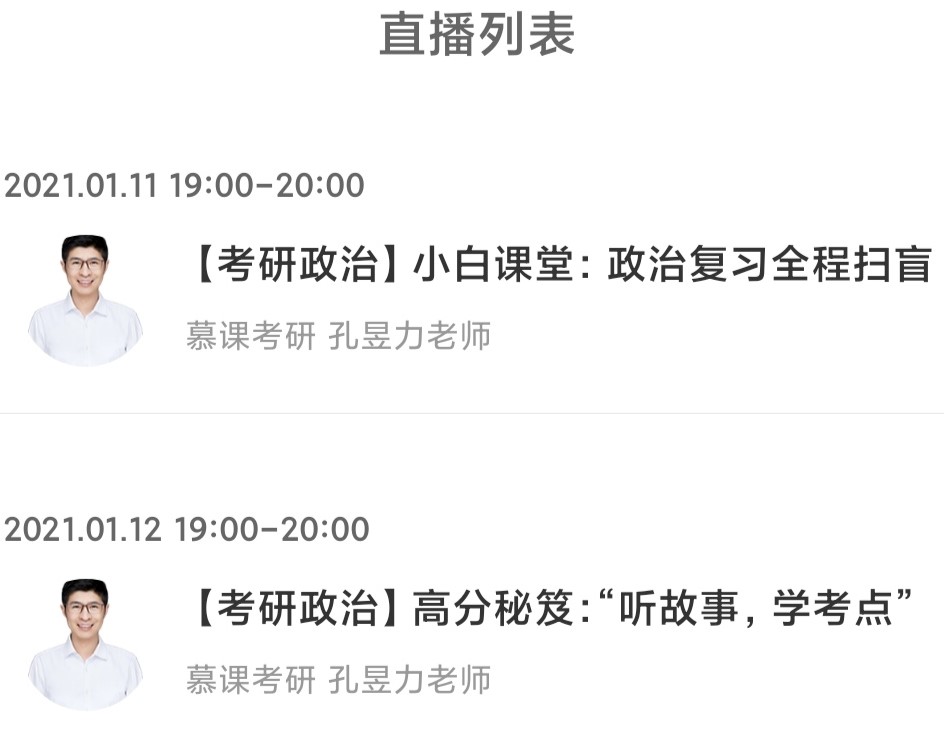 直播列表
2021.01.11 19:00-20:00
【考研政治】小白课堂：政治复习全程扫盲
慕课考研 孔昱力老师
2021.01.12 19:00-20:00
【考研政治】高分秘笈：“听故事，学考点”
慕课考研 孔昱力老师